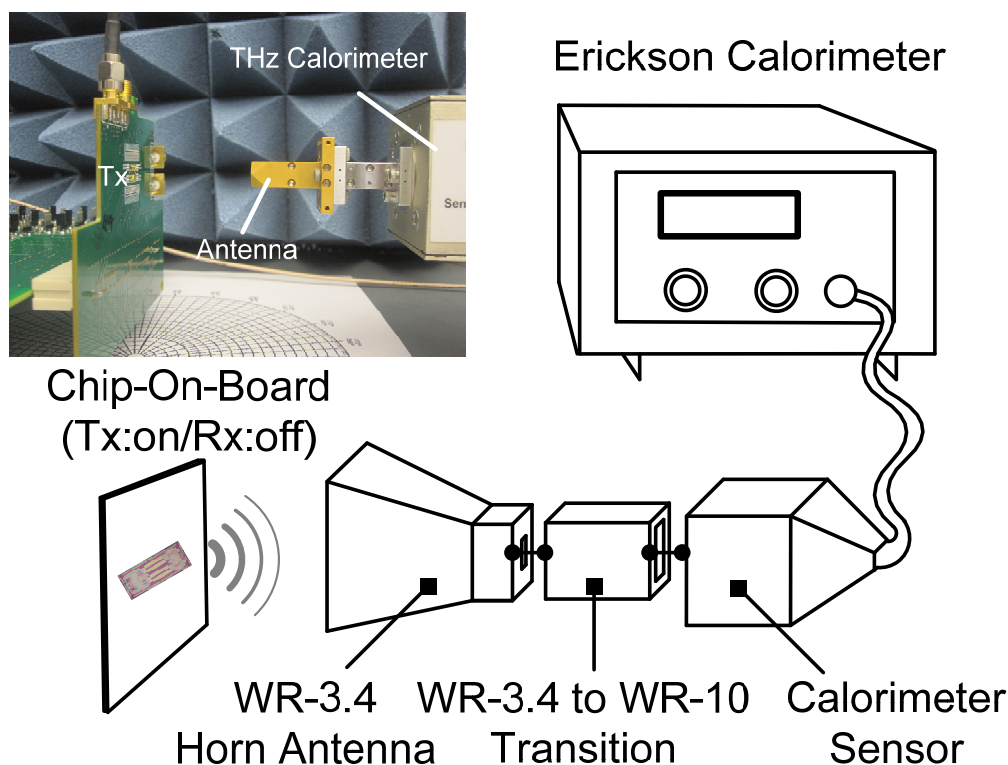 THz Calorimeter
Tx
Antenna
Sen
Erickson Calorimeter
Chip-On-Board
(Tx:on/Rx:off)
WR-3.4
Horn Antenna
WR-3.4 to WR-10
Transition
Calorimeter
Sensor